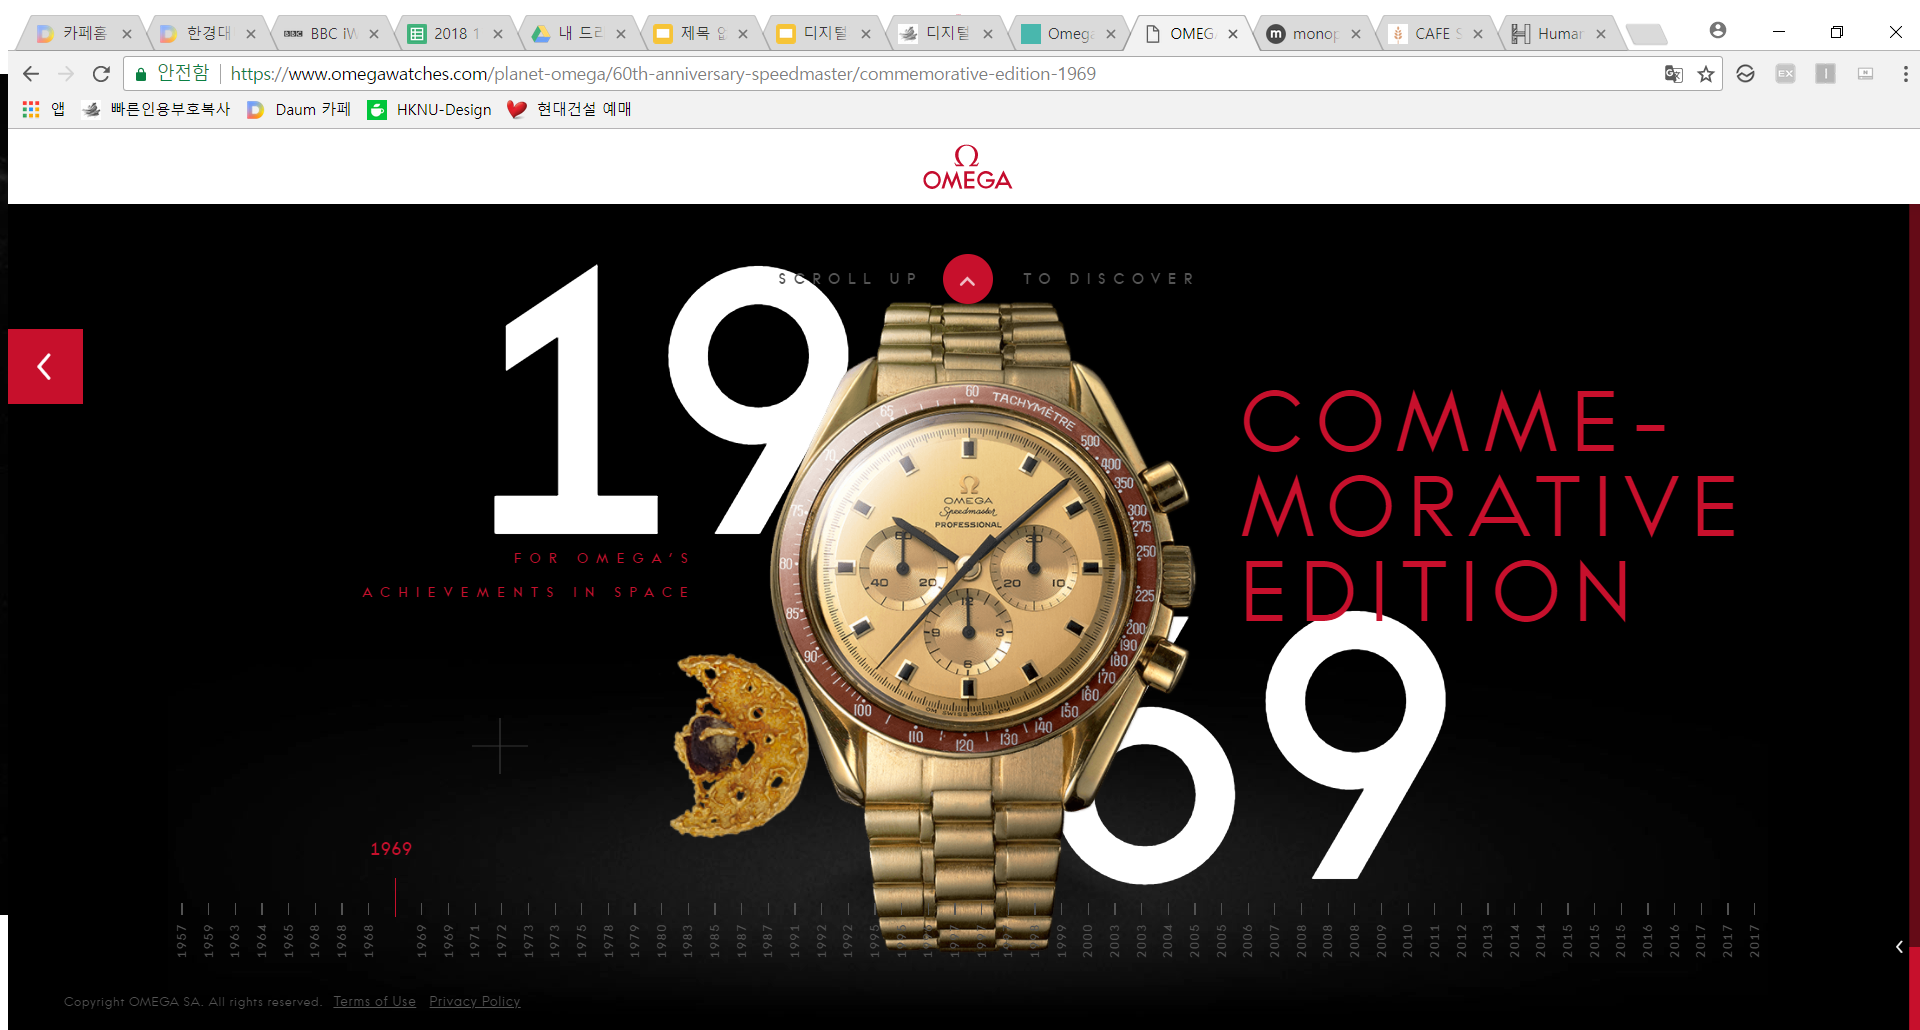 카페홈
한경대
BBC iW
2018 1
내 드라
제목 없
디지털
디지털
Omega
OMEG
monop
CAFE S
Human
안전함
https://www.omegawatches.com/planet-omega/60th-anniversary-speedmaster/commemorative-edition-1969
앱
빠른인용부호복사
Daum 카페
HKNU-Design
현대건설 예매
Ω
OMEGA
SCROLL UP
TO DISCOVER
19
69
FOR OMEGA'S
ACHIEVEMENTS IN SPACE
COMME-
MORATIVE
EDITION
60 TACHYMÈTRE 500 400 350 300 275 250 225 200 190 180 170 160 150 140 130 120 110 100 90 85 80 75 70 65
Ω
OMEGA
Speedmaster
PROFESSIONAL
60 20 40
30 10 20
12 3 6 9
SWISS MADE
1969
1957 1959 1963 1964 1965 1968 1968 1968 1969 1969 1971 1972 1973 1973 1975 1978 1979 1980 1983 1985 1987 1987 1991 1992 1992 1995 1999 2000 2003 2003 2004 2005 2005 2006 2007 2008 2008 2008 2009 2010 2011 2012 2013 2014 2014 2015 2015 2015 2016 2016 2017 2017 2017
Copyright OMEGA SA. All rights reserved. Terms of Use Privacy Policy